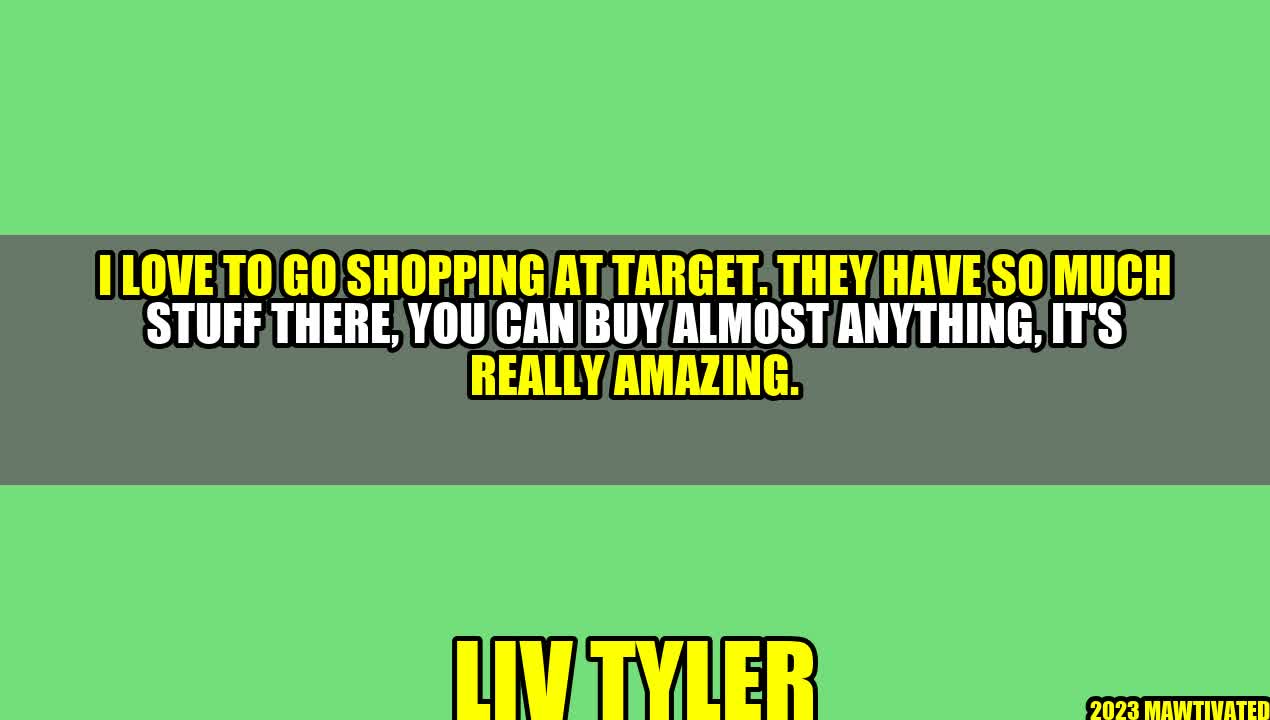 I LOVE TO GO SHOPPING AT TARGET. THEY HAVE SO MUCH
STUFF THERE, YOU CAN BUY ALMOST ANYTHING, IT'S
REALLY AMAZING.
LIV TYLER
2023 MAWTIVATED